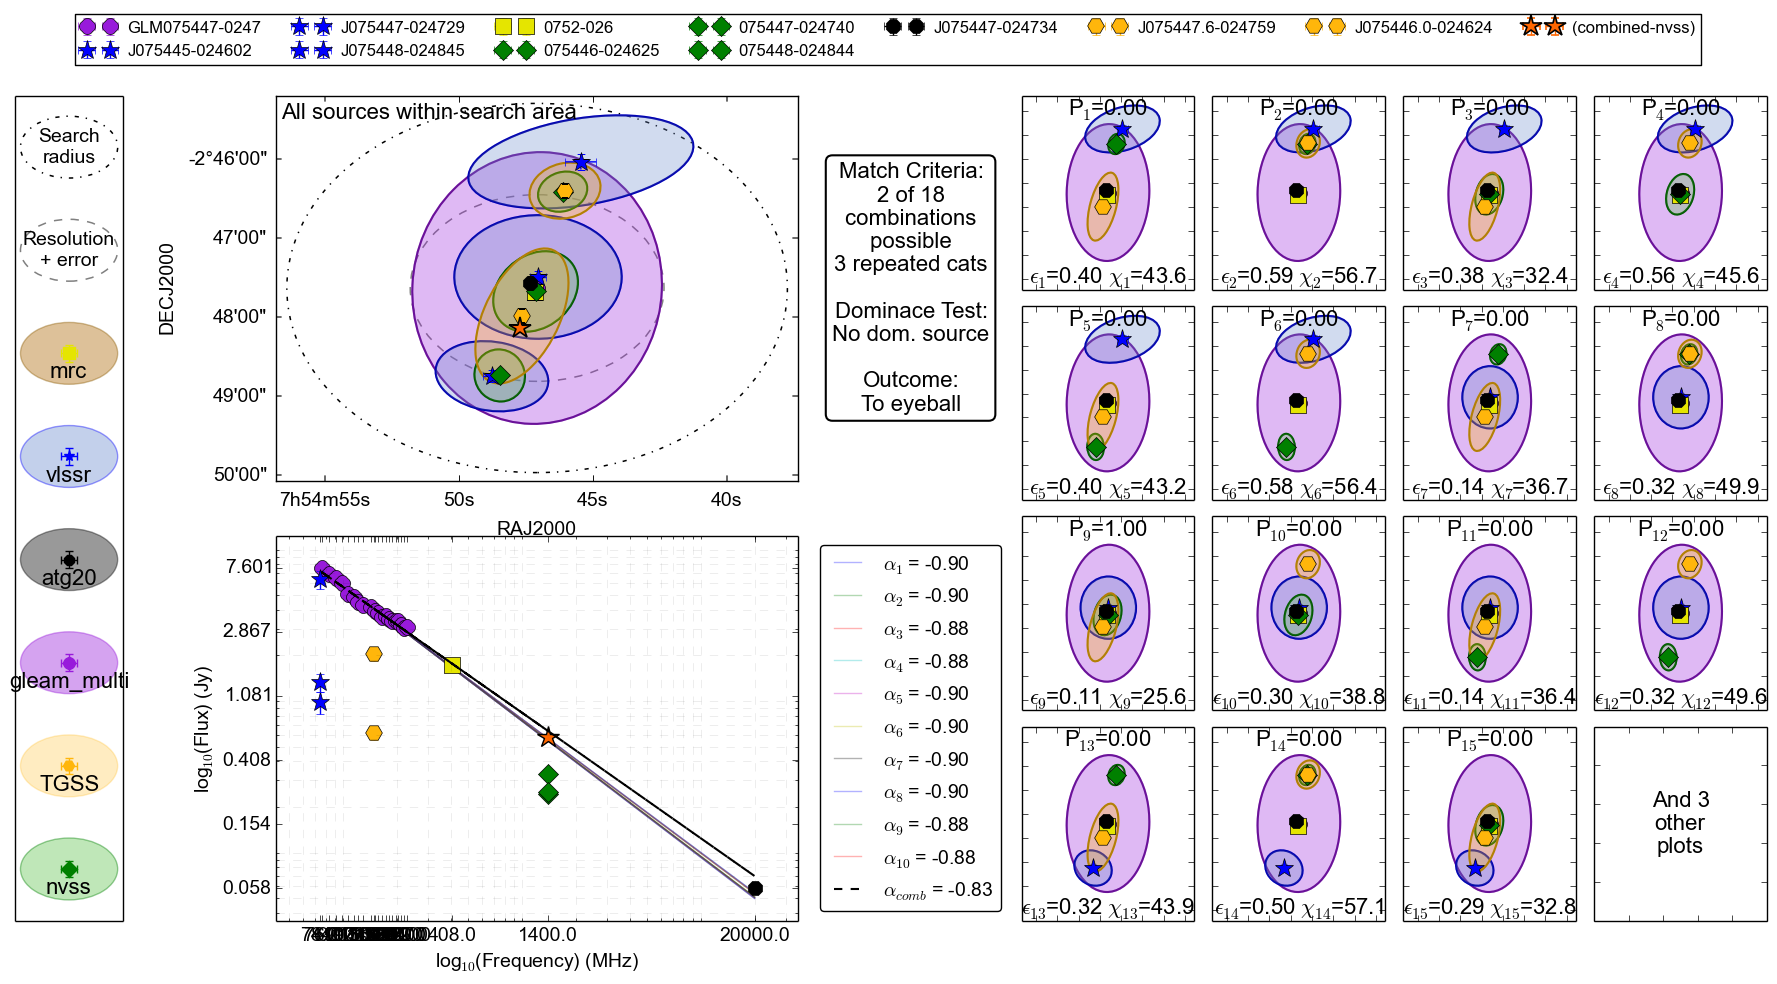 GLM075447-0247
J075447-024729
0752-026
075447-024740
J075447-024734
J075447.6-024759
J075446.0-024624
(combined-nvss)
J075445-024602
J075448-024845
075446-024625
075448-024844
Search
radius
Resolution
+ error
mrc
vlssr
atg20
gleam_multi
TGSS
nvss
All sources within search area
-2°46'00"
47'00"
48'00"
49'00"
50'00"
DECJ2000
7h54m55s
50s
45s
40s
RAJ2000
Match Criteria:
2 of 18
combinations
possible
3 repeated cats
Dominace Test:
No dom. source
Outcome:
To eyeball
7.601
2.867
1.081
0.408
0.154
0.058
log10(Flux) (Jy)
408.0
1400.0
20000.0
log10(Frequency) (MHz)
α1 = -0.90
α2 = -0.90
α3 = -0.88
α4 = -0.88
α5 = -0.90
α6 = -0.90
α7 = -0.90
α8 = -0.90
α9 = -0.88
α10 = -0.88
αcomb = -0.83
P1=0.00
ϵ1=0.40 χ1=43.6
P2=0.00
ϵ2=0.59 χ2=56.7
P3=0.00
ϵ3=0.38 χ3=32.4
P4=0.00
ϵ4=0.56 χ4=45.6
P5=0.00
ϵ5=0.40 χ5=43.2
P6=0.00
ϵ6=0.58 χ6=56.4
P7=0.00
ϵ7=0.14 χ7=36.7
P8=0.00
ϵ8=0.32 χ8=49.9
P9=1.00
ϵ9=0.11 χ9=25.6
P10=0.00
ϵ10=0.30 χ10=38.8
P11=0.00
ϵ11=0.14 χ11=36.4
P12=0.00
ϵ12=0.32 χ12=49.6
P13=0.00
ϵ13=0.32 χ13=43.9
P14=0.00
ϵ14=0.50 χ14=57.1
P15=0.00
ϵ15=0.29 χ15=32.8
And 3
other
plots